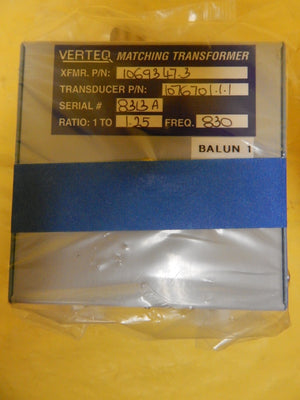 VERTEQ MATCHING TRANSFORMER
XFMR. P/N: 1069347.3
TRANSDUCER P/N: 1076701.1.1
SERIAL # 8313A
RATIO: 1 TO 1.25 FREQ. 830
BALUN 1